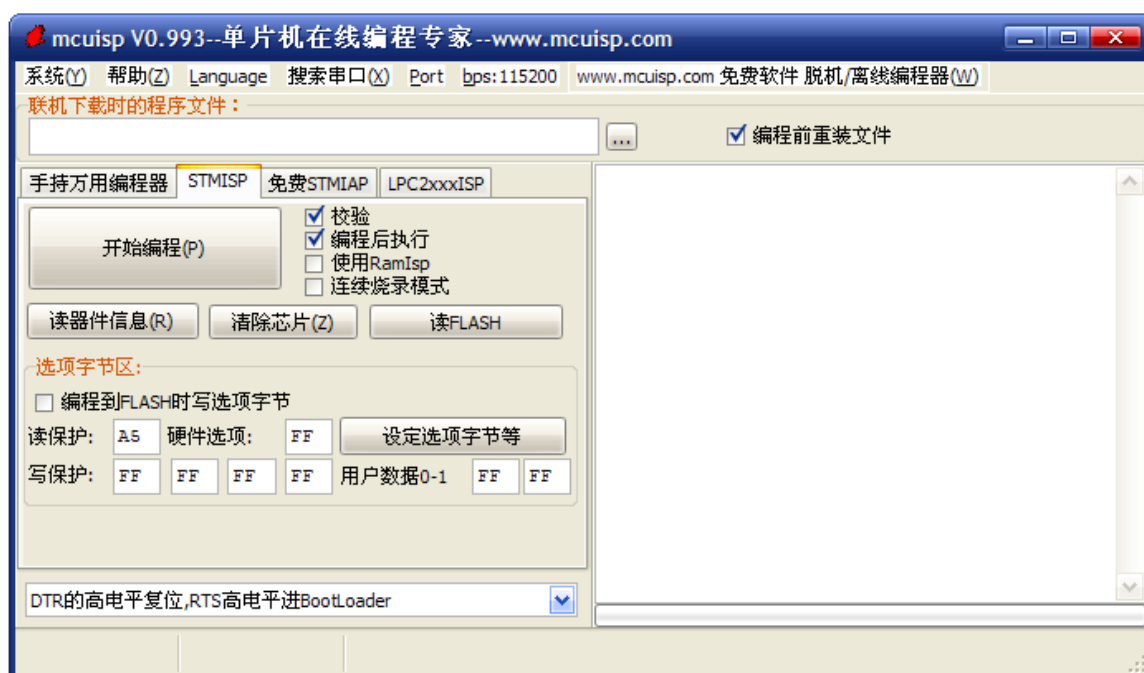 mcuisp V0.993--单片机在线编程专家--www.mcuisp.com
系统(Y) 帮助(Z) Language 搜索串口(X) Port bps:115200 www.mcuisp.com 免费软件 脱机/离线编程器(W)
联机下载时的程序文件：
... 编程前重装文件
手持万用编程器 STMISP 免费STMIAP LPC2xxxISP
开始编程(P)
校验
编程后执行
使用RamIsp
连续烧录模式
读器件信息(R) 清除芯片(Z) 读FLASH
选项字节区:
编程到FLASH时写选项字节
读保护: A5 硬件选项: FF 设定选项字节等
写保护: FF FF FF FF 用户数据0-1 FF FF
DTR的高电平复位,RTS高电平进BootLoader